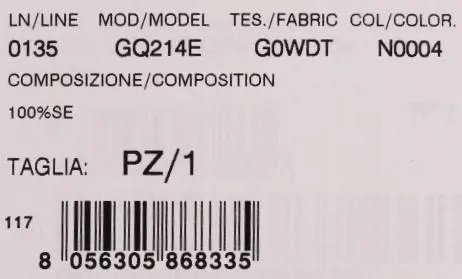 LN/LINE MOD/MODEL TES./FABRIC COL/COLOR.
0135 GQ214E G0WDT N0004
COMPOSIZIONE/COMPOSITION
100%SE
TAGLIA: PZ/1
117
8 056305 868335